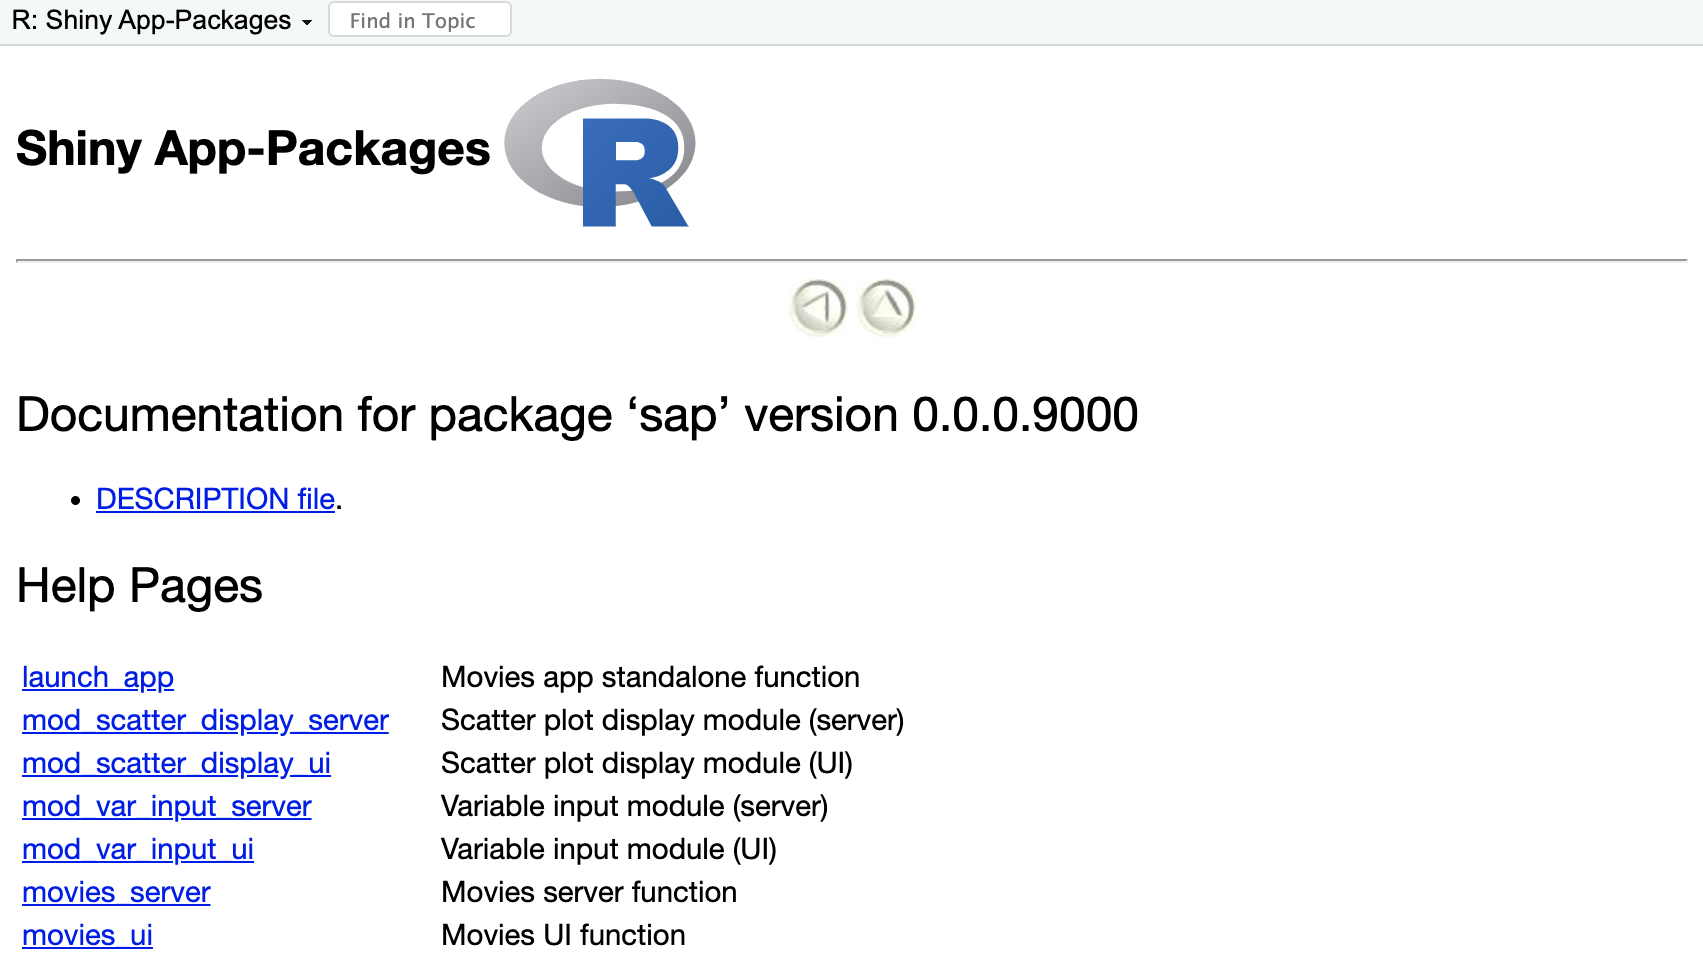 R: Shiny App-Packages
Find in Topic
Shiny App-Packages R
Documentation for package ‘sap’ version 0.0.0.9000
• DESCRIPTION file.
Help Pages
launch_app Movies app standalone function
mod_scatter_display_server Scatter plot display module (server)
mod_scatter_display_ui Scatter plot display module (UI)
mod_var_input_server Variable input module (server)
mod_var_input_ui Variable input module (UI)
movies_server Movies server function
movies_ui Movies UI function